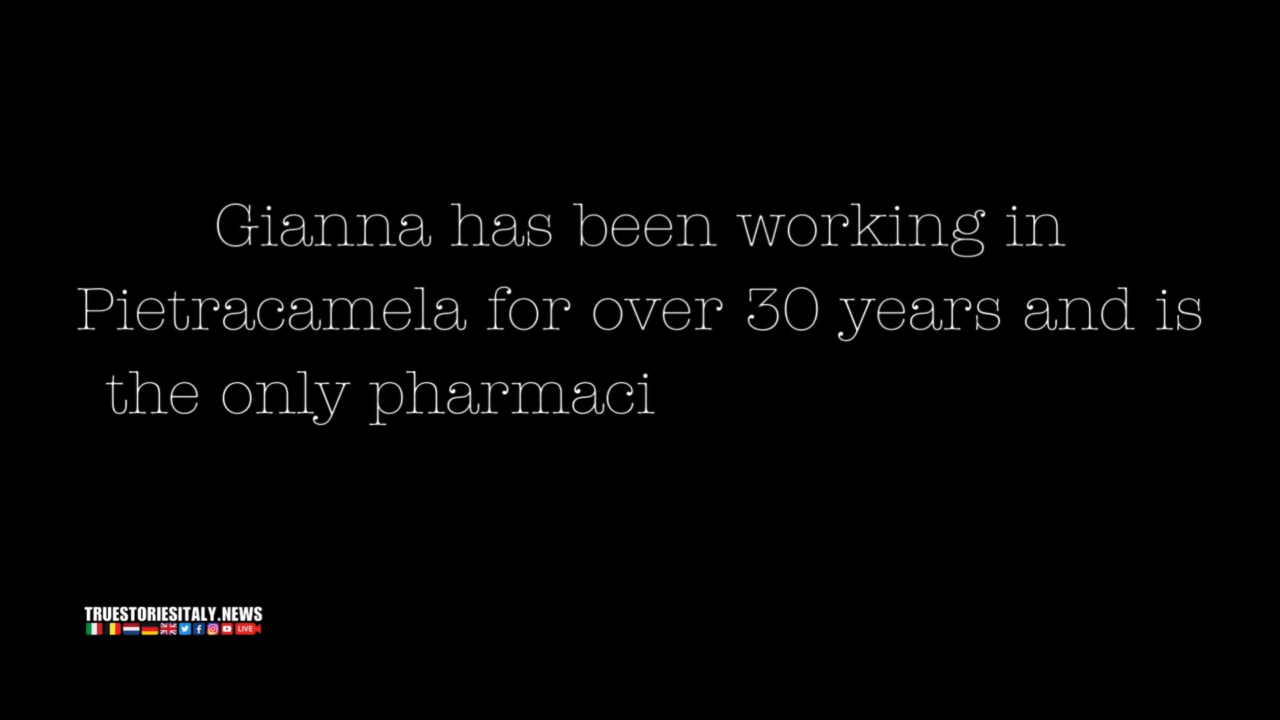 Gianna has been working in
Pietracamela for over 30 years and is
the only pharmaci
TRUESTORIESITALY.NEWS
LIVE